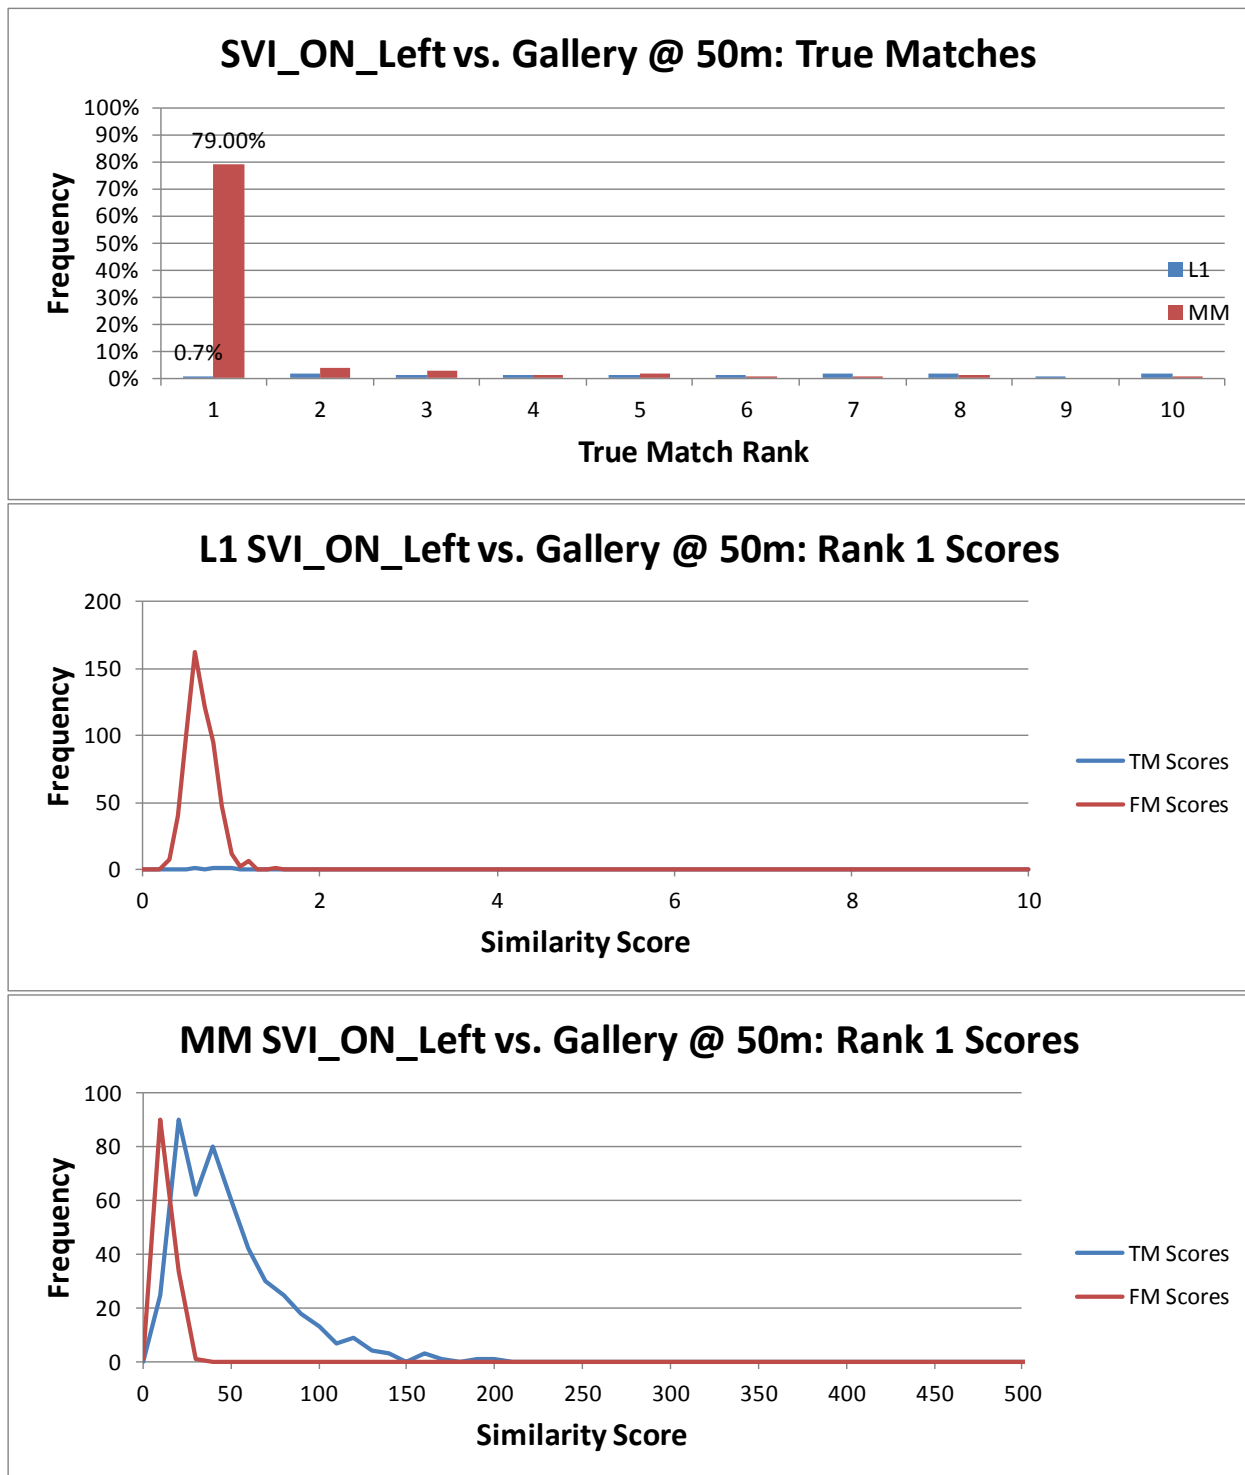 SVI_ON_Left vs. Gallery @ 50m: True Matches
100%
90%
80%
70%
60%
50%
40%
30%
20%
10%
0%
Frequency
79.00%
0.7%
L1
MM
1 2 3 4 5 6 7 8 9 10
True Match Rank
L1 SVI_ON_Left vs. Gallery @ 50m: Rank 1 Scores
200
150
100
50
0
Frequency
TM Scores
FM Scores
0 2 4 6 8 10
Similarity Score
MM SVI_ON_Left vs. Gallery @ 50m: Rank 1 Scores
100
80
60
40
20
0
Frequency
TM Scores
FM Scores
0 50 100 150 200 250 300 350 400 450 500
Similarity Score